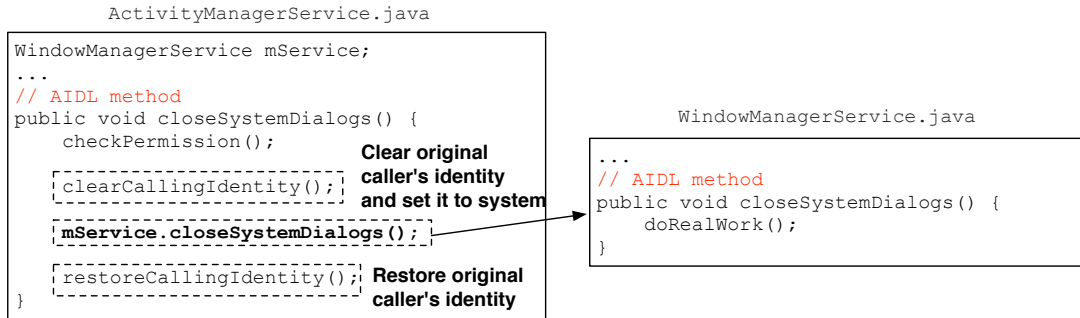 ActivityManagerService.java
WindowManagerService mService;
...
// AIDL method
public void closeSystemDialogs() {
checkPermission();
Clear original
caller's identity
and set it to system
clearCallingIdentity();
mService.closeSystemDialogs();
restoreCallingIdentity();
Restore original
caller's identity
}
WindowManagerService.java
...
// AIDL method
public void closeSystemDialogs() {
doRealWork();
}